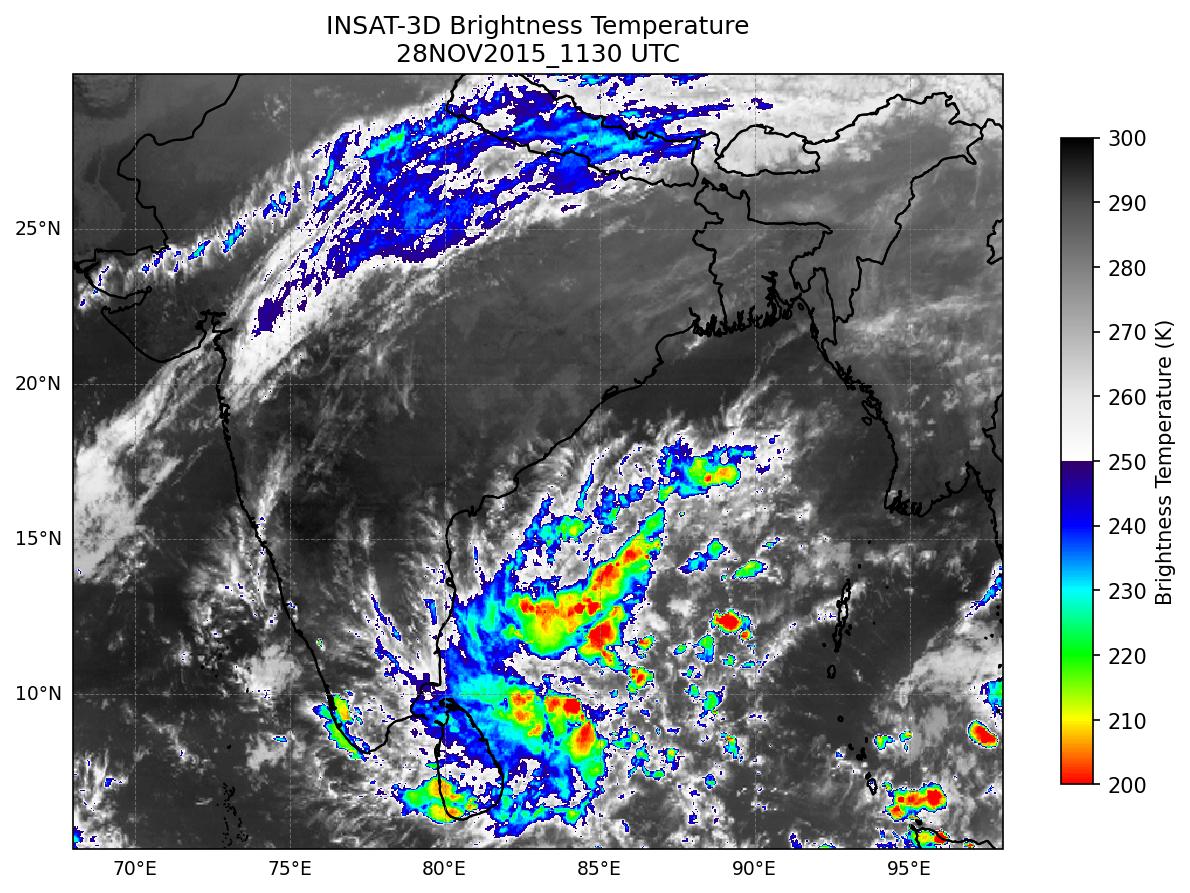 INSAT-3D Brightness Temperature
28NOV2015_1130 UTC
25°N
20°N
15°N
10°N
70°E
75°E
80°E
85°E
90°E
95°E
300
290
280
270
260
250
240
230
220
210
200
Brightness Temperature (K)